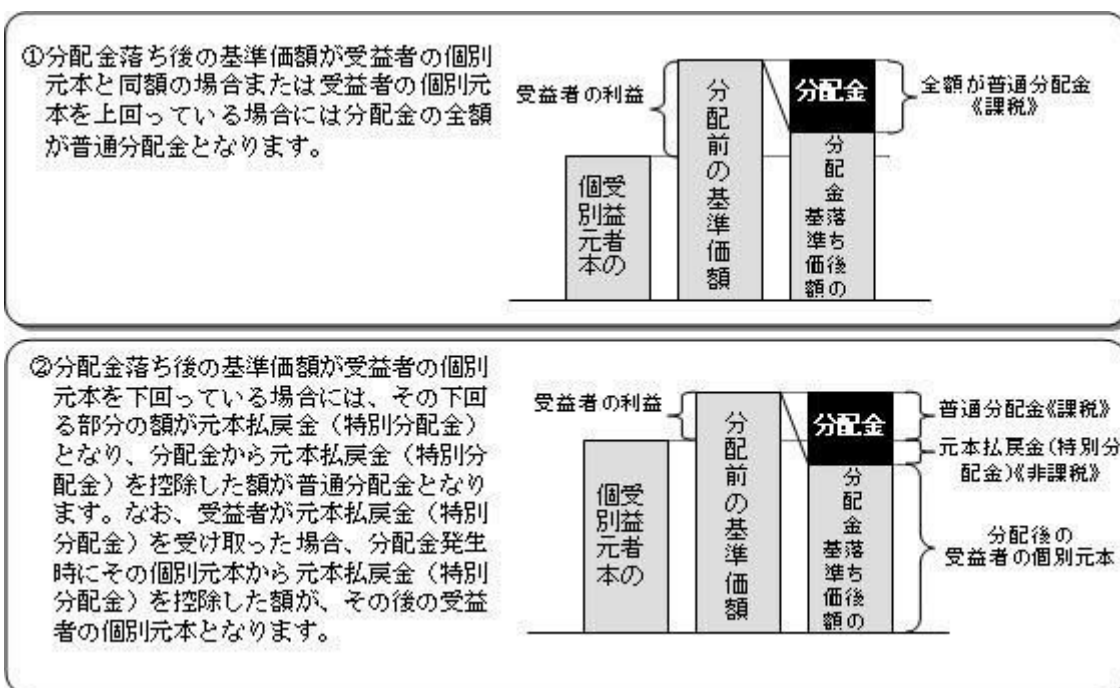 ①分配金落ち後の基準価額が受益者の個別
元本と同額の場合または受益者の個別元
本を上回っている場合には分配金の全額
が普通分配金となります。
受益者の利益
受益者の
個別元本
分配前の基準価額
分配金
分配金落ち後の
基準価額
全額が普通分配金
《課税》
②分配金落ち後の基準価額が受益者の個別
元本を下回っている場合には、その下回
る部分の額が元本払戻金（特別分配金）
となり、分配金から元本払戻金（特別分
配金）を控除した額が普通分配金となり
ます。なお、受益者が元本払戻金（特別
分配金）を受け取った場合、分配金発生
時にその個別元本から元本払戻金（特別
分配金）を控除した額が、その後の受益
者の個別元本となります。
受益者の利益
受益者の
個別元本
分配前の基準価額
分配金
分配金落ち後の
基準価額
普通分配金《課税》
元本払戻金(特別分
配金)《非課税》
分配後の
受益者の個別元本